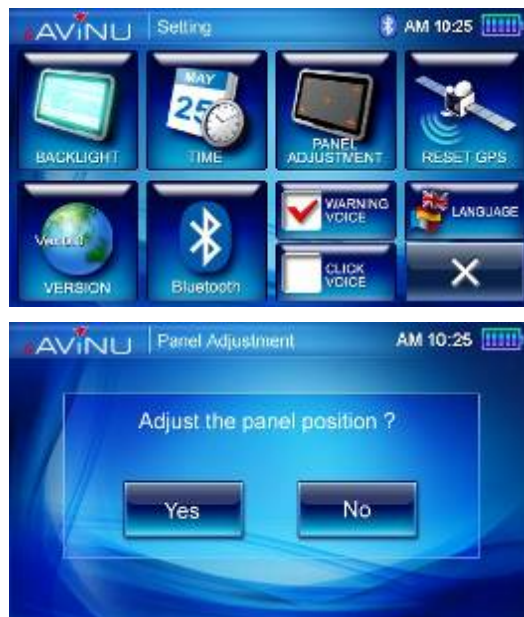 AViNU Setting AM 10:25
BACKLIGHT
MAY
25
TIME
PANEL
ADJUSTMENT
RESET GPS
VERSION
Bluetooth
WARNING
VOICE
CLICK
VOICE
LANGUAGE
AViNU Panel Adjustment AM 10:25
Adjust the panel position ?
Yes No